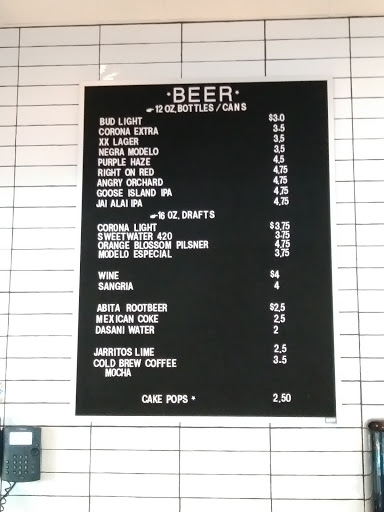 ·BEER·
12 OZ, BOTTLES / CANS
BUD LIGHT $3.0
CORONA EXTRA 3.5
XX LAGER 3,5
NEGRA MODELO 3,5
PURPLE HAZE 4,5
RIGHT ON RED 4,75
ANGRY ORCHARD 4,75
GOOSE ISLAND IPA 4,75
JAI ALAI IPA 4,75
16 OZ, DRAFTS
CORONA LIGHT $3,75
SWEETWATER 420 3,75
ORANGE BLOSSOM PILSNER 4,75
MODELO ESPECIAL 3,75
WINE $4
SANGRIA 4
ABITA ROOTBEER $2,5
MEXICAN COKE 2,5
DASANI WATER 2
JARRITOS LIME 2,5
COLD BREW COFFEE 3.5
MOCHA
CAKE POPS * 2,50